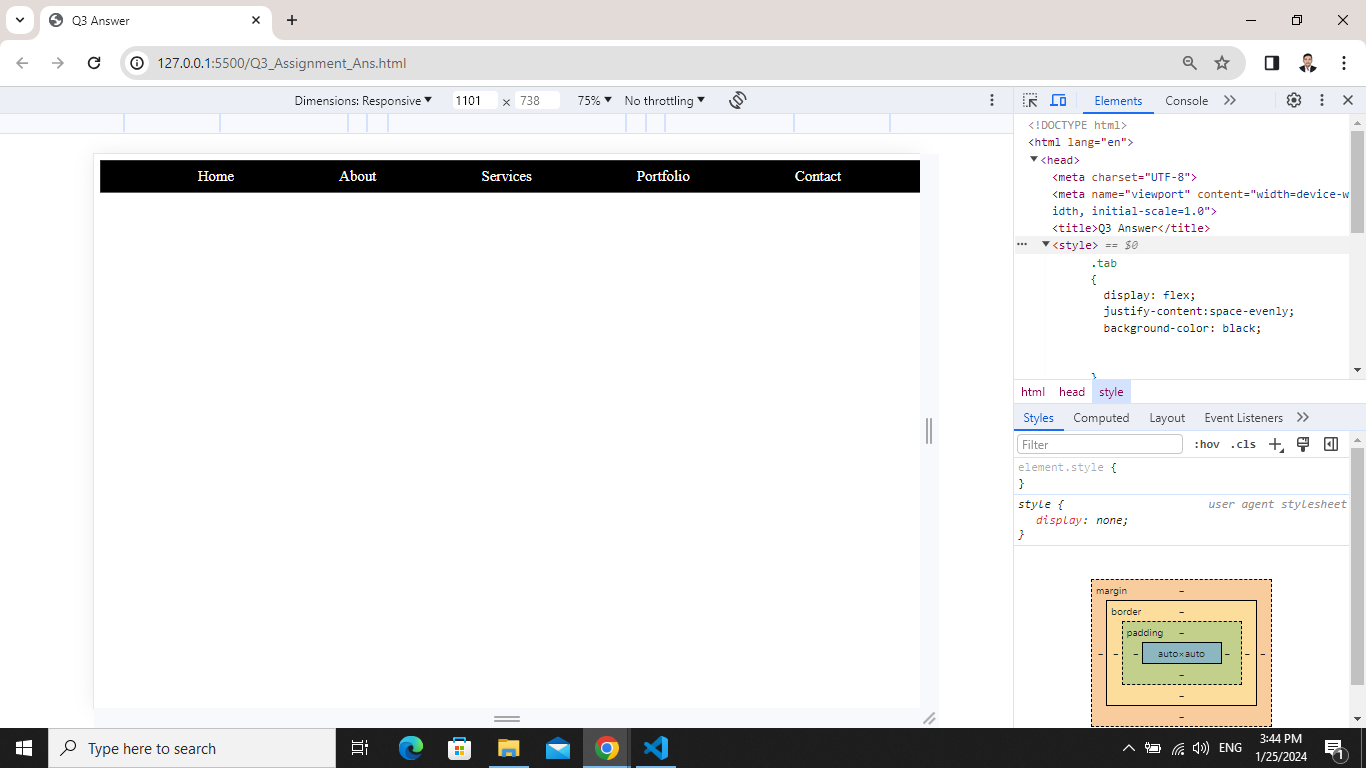 Q3 Answer
127.0.0.1:5500/Q3_Assignment_Ans.html
Dimensions: Responsive 1101 × 738 75% No throttling
Elements Console
Home About Services Portfolio Contact
<!DOCTYPE html>
<html lang="en">
<head>
<meta charset="UTF-8">
<meta name="viewport" content="width=device-w
idth, initial-scale=1.0">
<title>Q3 Answer</title>
<style> == $0
.tab
{
display: flex;
justify-content:space-evenly;
background-color: black;
}
html head style
Styles Computed Layout Event Listeners
Filter :hov .cls
element.style {
}
style { user agent stylesheet
display: none;
}
margin –
border –
padding –
– – – auto×auto – – –
–
–
–
Type here to search
ENG
3:44 PM
1/25/2024
1